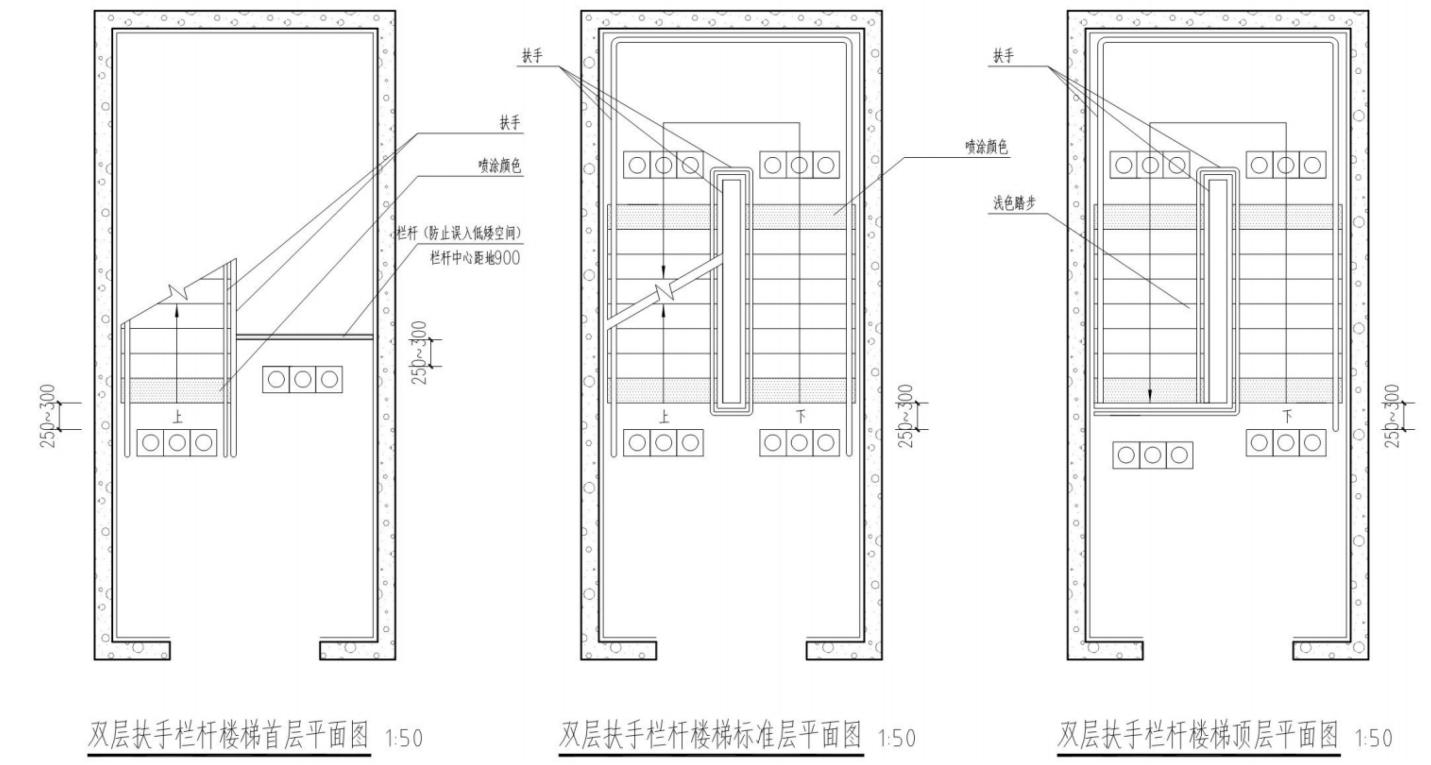 扶手
喷涂颜色
栏杆（防止误入低矮空间）
栏杆中心距地900
250~300
250~300
上
双层扶手栏杆楼梯首层平面图 1:50
扶手
喷涂颜色
250~300
上
下
双层扶手栏杆楼梯标准层平面图 1:50
扶手
浅色踏步
250~300
下
双层扶手栏杆楼梯顶层平面图 1:50